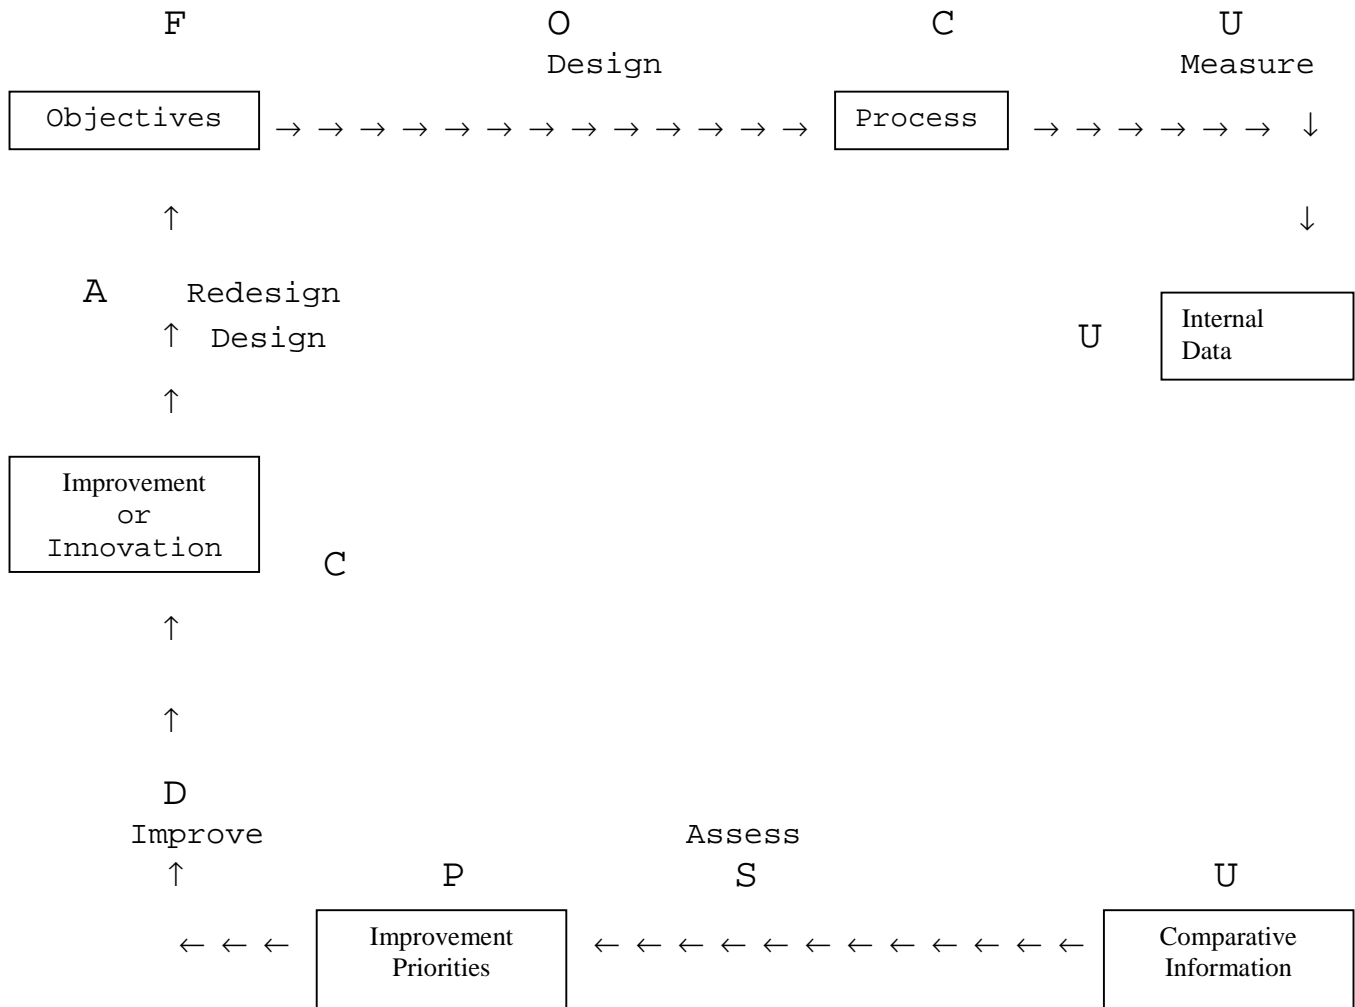 F O C U
Design Measure
Objectives → → → → → → → → → → → → → Process → → → → → → ↓
↑ ↓
A Redesign
↑ Design U Internal
Data
↑
Improvement
or
Innovation
C
↑
↑
D
Improve Assess
↑ P S U
← ← ← Improvement
Priorities ← ← ← ← ← ← ← ← ← ← ← ← Comparative
Information